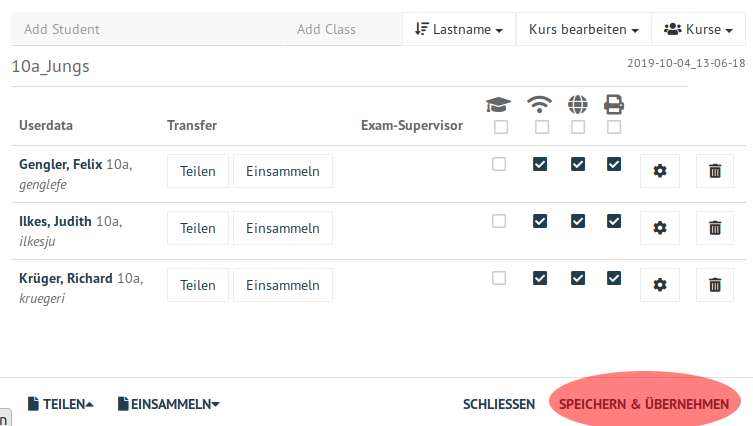 Add Student Add Class Lastname Kurs bearbeiten Kurse
10a_Jungs 2019-10-04_13-06-18
Userdata Transfer Exam-Supervisor
Gengler, Felix 10a, Teilen Einsammeln
genglefe
Ilkes, Judith 10a, Teilen Einsammeln
ilkesju
Krüger, Richard 10a, Teilen Einsammeln
kruegeri
TEILEN EINSAMMELN SCHLIESSEN SPEICHERN & ÜBERNEHMEN
n